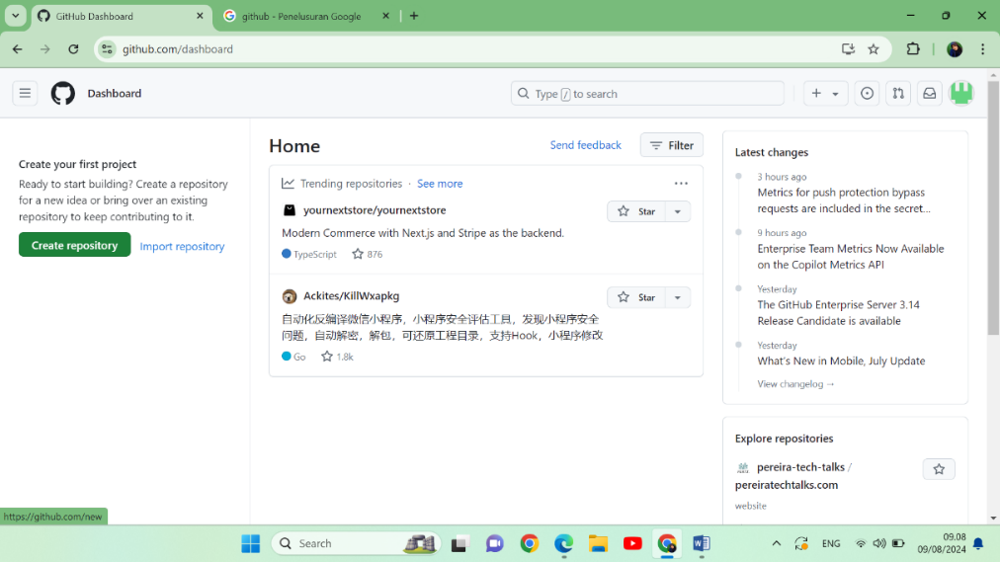 GitHub Dashboard
github - Penelusuran Google
github.com/dashboard
Dashboard
Type / to search
Create your first project
Ready to start building? Create a repository
for a new idea or bring over an existing
repository to keep contributing to it.
Create repository
Import repository
Home
Send feedback
Filter
Trending repositories · See more
yournextstore/yournextstore
Star
Modern Commerce with Next.js and Stripe as the backend.
TypeScript
876
Ackites/KillWxapkg
Star
自动化反编译微信小程序，小程序安全评估工具，发现小程序安全
问题，自动解密，解包，可还原工程目录，支持Hook，小程序修改
Go
1.8k
Latest changes
3 hours ago
Metrics for push protection bypass
requests are included in the secret...
9 hours ago
Enterprise Team Metrics Now Available
on the Copilot Metrics API
Yesterday
The GitHub Enterprise Server 3.14
Release Candidate is available
Yesterday
What's New in Mobile, July Update
View changelog →
Explore repositories
pereira-tech-talks /
pereiratechtalks.com
website
https://github.com/new
Search
ENG
09.08
09/08/2024